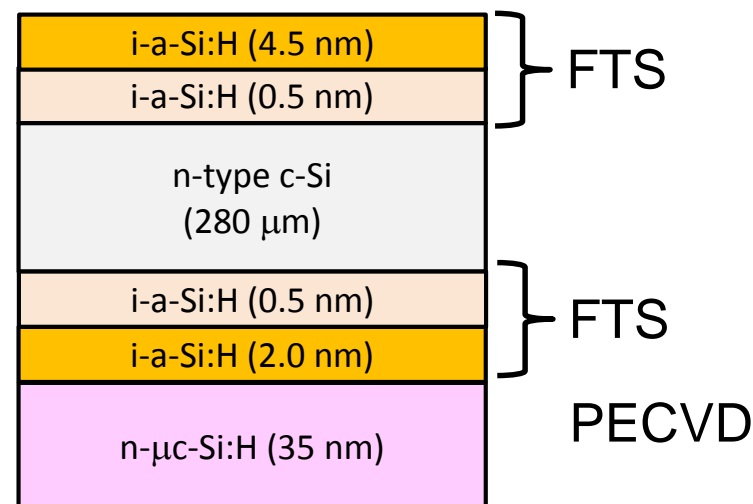 i-a-Si:H (4.5 nm)
FTS
i-a-Si:H (0.5 nm)
n-type c-Si
(280 μm)
i-a-Si:H (0.5 nm)
FTS
i-a-Si:H (2.0 nm)
PECVD
n-μc-Si:H (35 nm)